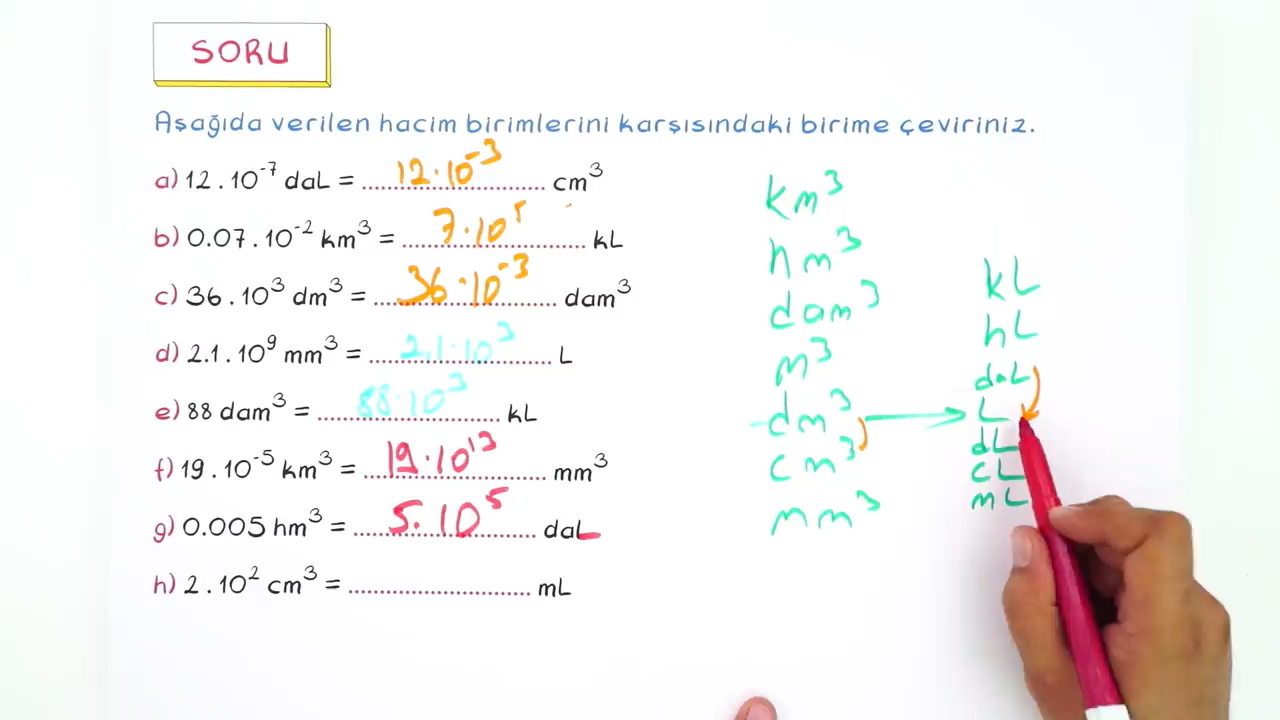 SORU
Aşağıda verilen hacim birimlerini karşısındaki birime çeviriniz.
a) 12 . 10⁻⁷ daL = 12·10⁻³ cm³
b) 0.07 . 10⁻² km³ = 7·10⁵ kL
c) 36 . 10³ dm³ = 36·10⁻³ dam³
d) 2.1 . 10⁹ mm³ = 2,1·10³ L
e) 88 dam³ = 88·10³ kL
f) 19 . 10⁻⁵ km³ = 19·10¹³ mm³
g) 0.005 hm³ = 5·10⁵ daL
h) 2 . 10² cm³ = .............................. mL
km³
hm³
dam³
m³
dm³
cm³
mm³
kL
hL
daL
L
dL
cL
mL